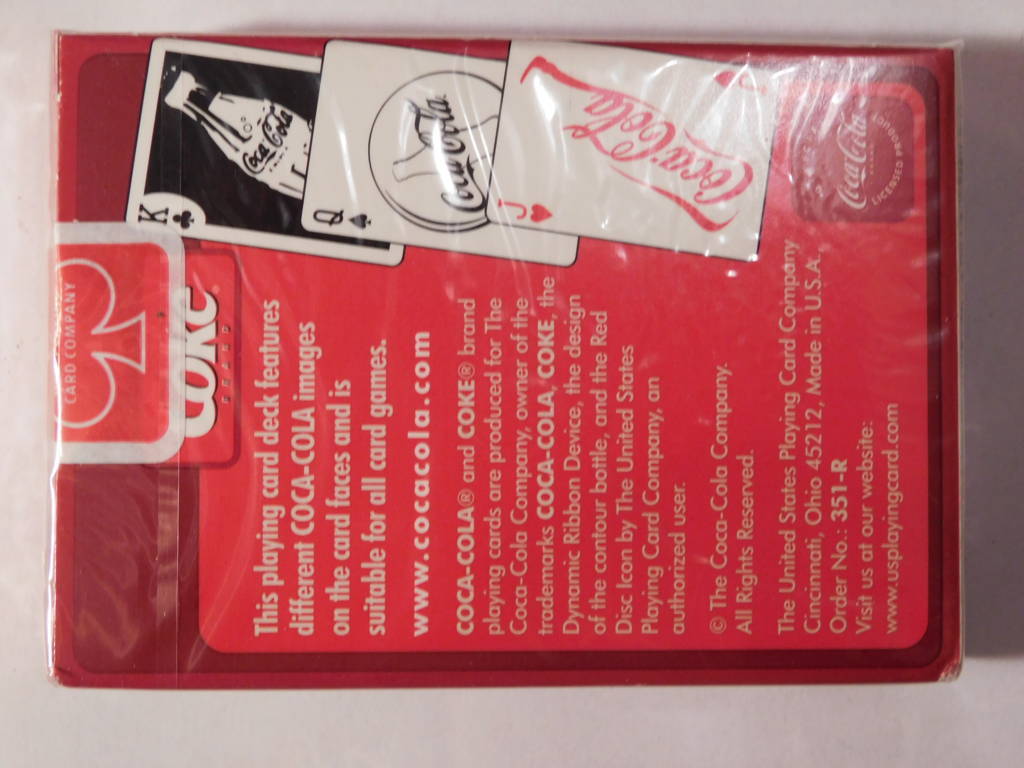 CARD COMPANY
Coke
BRAND
K
Coca-Cola
Q
Coca-Cola
J
Coca-Cola
This playing card deck features
different COCA-COLA images
on the card faces and is
suitable for all card games.
www.cocacola.com
COCA-COLA® and COKE® brand
playing cards are produced for The
Coca-Cola Company, owner of the
trademarks COCA-COLA, COKE, the
Dynamic Ribbon Device, the design
of the contour bottle, and the Red
Disc Icon by The United States
Playing Card Company, an
authorized user.
© The Coca-Cola Company.
All Rights Reserved.
The United States Playing Card Company
Cincinnati, Ohio 45212, Made in U.S.A.,
Order No.: 351-R
Visit us at our website:
www.usplayingcard.com
Coca-Cola
LICENSED PRODUCT